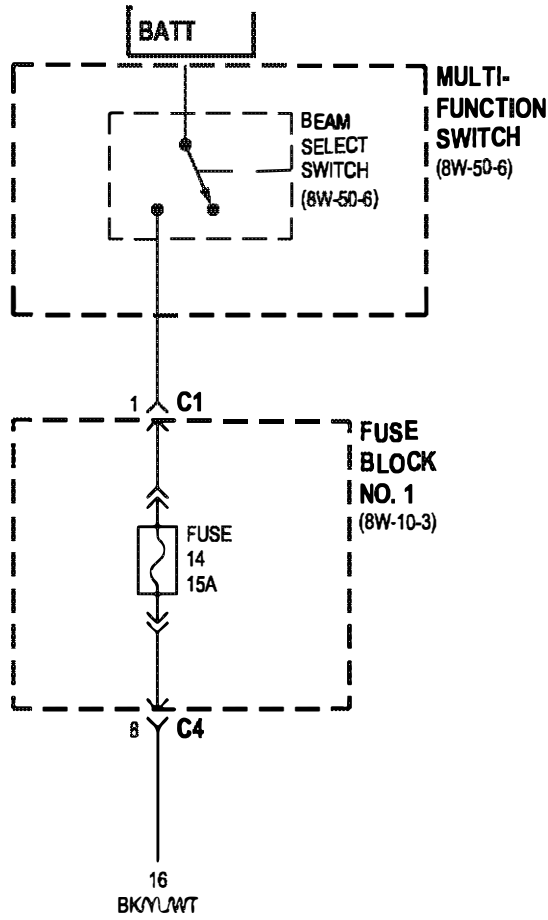 BATT
MULTI-
FUNCTION
SWITCH
(8W-50-6)
BEAM
SELECT
SWITCH
(8W-50-6)
1 C1
FUSE
BLOCK
NO. 1
(8W-10-3)
FUSE
14
15A
8 C4
16
BK/YL/WT